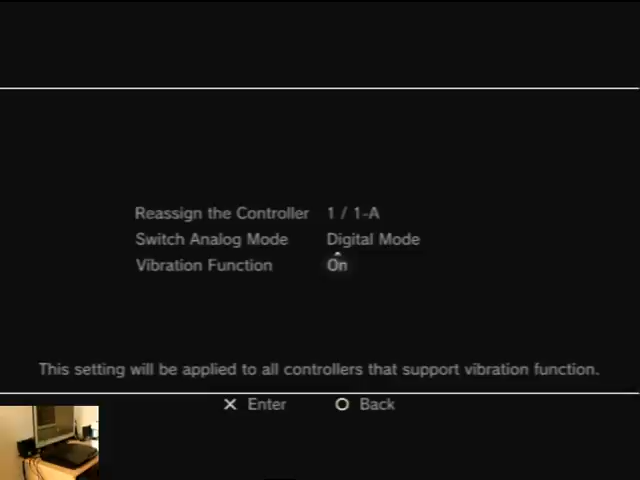 Reassign the Controller 1 / 1-A
Switch Analog Mode Digital Mode
Vibration Function On
This setting will be applied to all controllers that support vibration function.
X Enter O Back